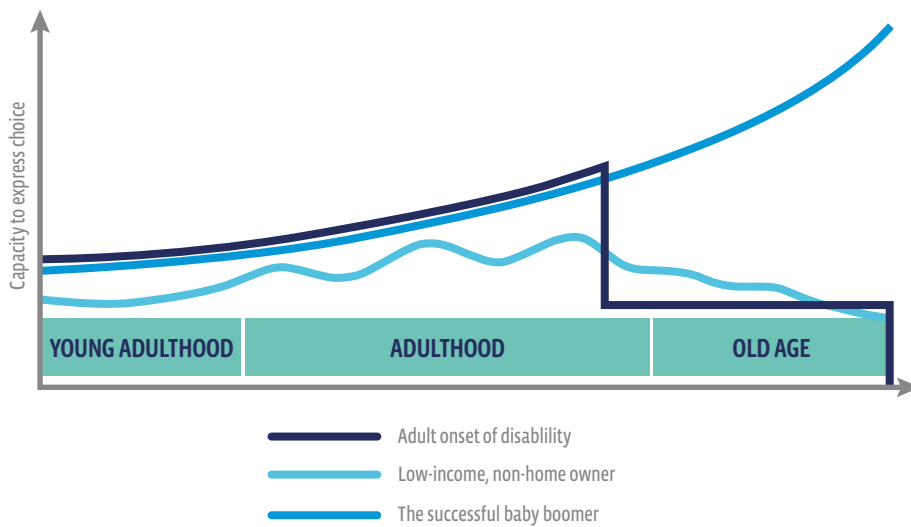 Capacity to express choice
YOUNG ADULTHOOD
ADULTHOOD
OLD AGE
Adult onset of disablility
Low-income, non-home owner
The successful baby boomer